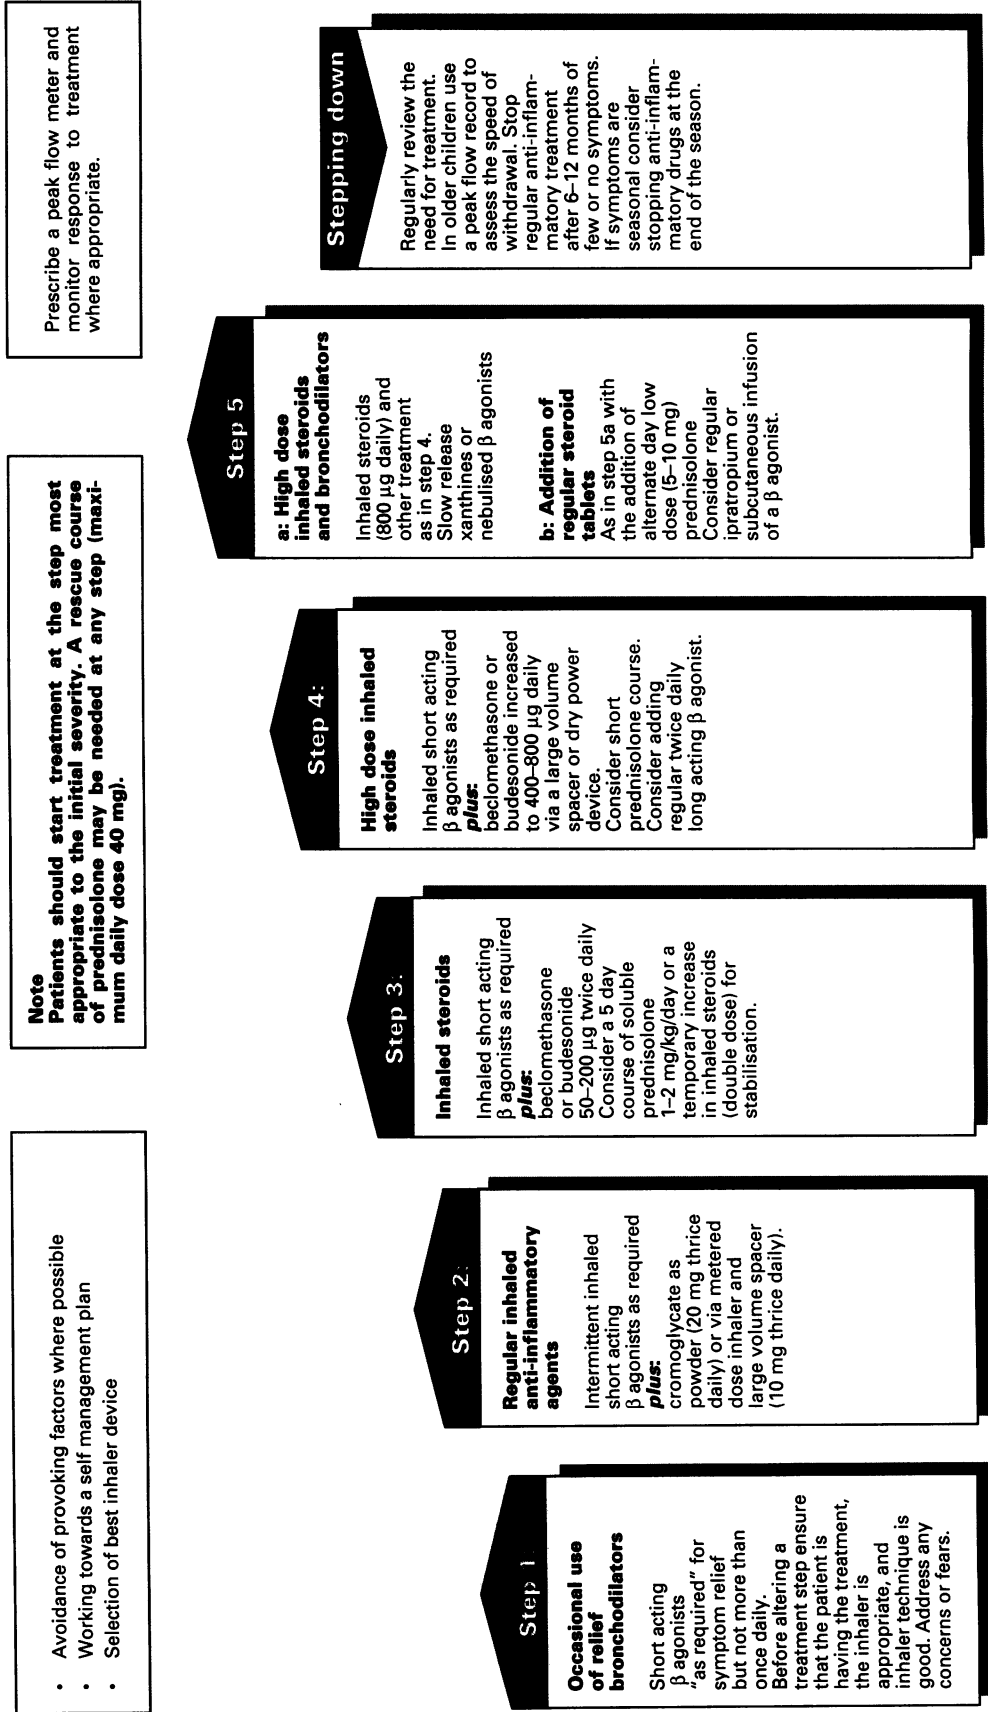 • Avoidance of provoking factors where possible
• Working towards a self management plan
• Selection of best inhaler device
Note
Patients should start treatment at the step most
appropriate to the initial severity. A rescue course
of prednisolone may be needed at any step (maxi-
mum daily dose 40 mg).
Prescribe a peak flow meter and
monitor response to treatment
where appropriate.
Step 1:
Occasional use
of relief
bronchodilators
Short acting
β agonists
"as required" for
symptom relief
but not more than
once daily.
Before altering a
treatment step ensure
that the patient is
having the treatment,
the inhaler is
appropriate, and
inhaler technique is
good. Address any
concerns or fears.
Step 2:
Regular inhaled
anti-inflammatory
agents
Intermittent inhaled
short acting
β agonists as required
plus:
cromoglycate as
powder (20 mg thrice
daily) or via metered
dose inhaler and
large volume spacer
(10 mg thrice daily).
Step 3:
Inhaled steroids
Inhaled short acting
β agonists as required
plus:
beclomethasone
or budesonide
50–200 μg twice daily
Consider a 5 day
course of soluble
prednisolone
1–2 mg/kg/day or a
temporary increase
in inhaled steroids
(double dose) for
stabilisation.
Step 4:
High dose inhaled
steroids
Inhaled short acting
β agonists as required
plus:
beclomethasone or
budesonide increased
to 400–800 μg daily
via a large volume
spacer or dry power
device.
Consider short
prednisolone course.
Consider adding
regular twice daily
long acting β agonist.
Step 5
a: High dose
inhaled steroids
and bronchodilators
Inhaled steroids
(800 μg daily) and
other treatment
as in step 4.
Slow release
xanthines or
nebulised β agonists
b: Addition of
regular steroid
tablets
As in step 5a with
the addition of
alternate day low
dose (5–10 mg)
prednisolone
Consider regular
ipratropium or
subcutaneous infusion
of a β agonist.
Stepping down
Regularly review the
need for treatment.
In older children use
a peak flow record to
assess the speed of
withdrawal. Stop
regular anti-inflam-
matory treatment
after 6–12 months of
few or no symptoms.
If symptoms are
seasonal consider
stopping anti-inflam-
matory drugs at the
end of the season.